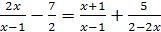 2x/(x−1) − 7/2 = (x+1)/(x−1) + 5/(2−2x)